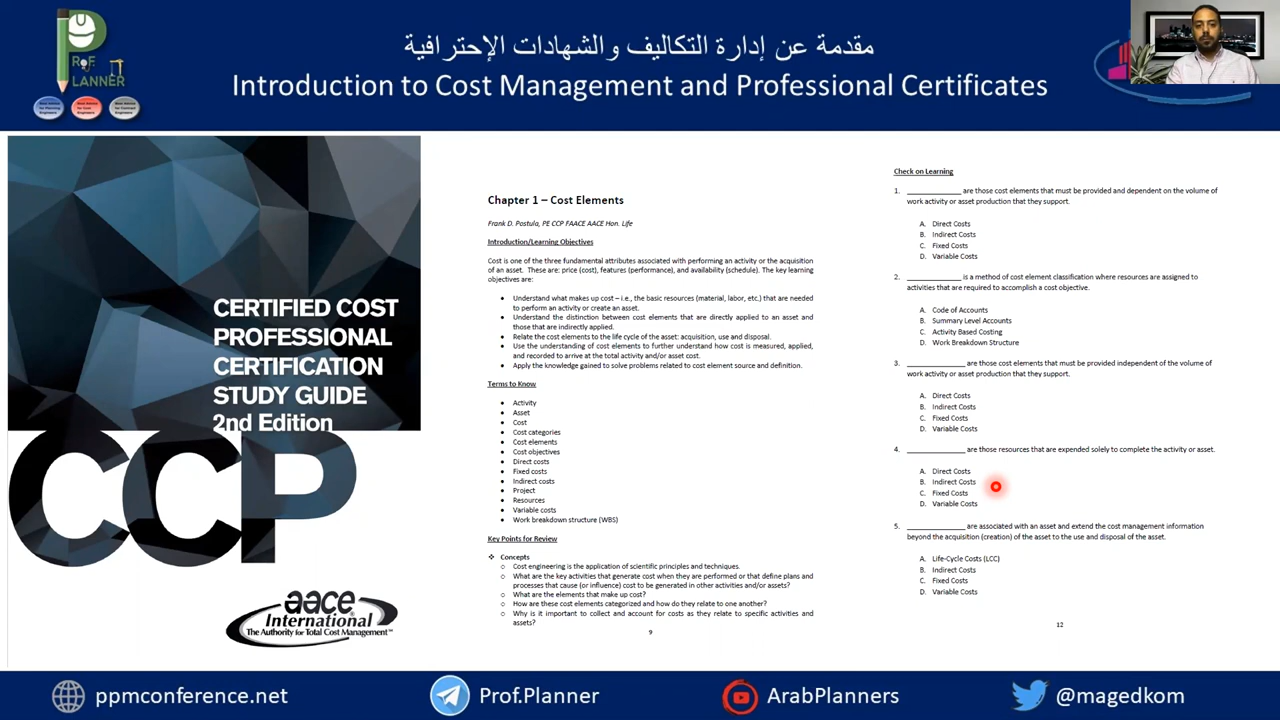 مقدمة عن إدارة التكاليف والشهادات الإحترافية
Introduction to Cost Management and Professional Certificates
PROF
PLANNER
CERTIFIED COST
PROFESSIONAL
CERTIFICATION
STUDY GUIDE
2nd Edition
CCP
aace
International
The Authority for Total Cost Management™
Chapter 1 – Cost Elements
Frank D. Postula, PE CCP FAACE AACE Hon. Life
Introduction/Learning Objectives
Cost is one of the three fundamental attributes associated with performing an activity or the acquisition
of an asset. These are: price (cost), features (performance), and availability (schedule). The key learning
objectives are:
• Understand what makes up cost – i.e., the basic resources (material, labor, etc.) that are needed
to perform an activity or create an asset.
• Understand the distinction between cost elements that are directly applied to an asset and
those that are indirectly applied.
• Relate the cost elements to the life cycle of the asset: acquisition, use and disposal.
• Use the understanding of cost elements to further understand how cost is measured, applied,
and recorded to arrive at the total activity and/or asset cost.
• Apply the knowledge gained to solve problems related to cost element source and definition.
Terms to Know
• Activity
• Asset
• Cost
• Cost categories
• Cost elements
• Cost objectives
• Direct costs
• Fixed costs
• Indirect costs
• Project
• Resources
• Variable costs
• Work breakdown structure (WBS)
Key Points for Review
❖ Concepts
o Cost engineering is the application of scientific principles and techniques.
o What are the key activities that generate cost when they are performed or that define plans and
processes that cause (or influence) cost to be generated in other activities and/or assets?
o What are the elements that make up cost?
o How are these cost elements categorized and how do they relate to one another?
o Why is it important to collect and account for costs as they relate to specific activities and
assets?
9
Check on Learning
1. ______________ are those cost elements that must be provided and dependent on the volume of
work activity or asset production that they support.
A. Direct Costs
B. Indirect Costs
C. Fixed Costs
D. Variable Costs
2. ______________ is a method of cost element classification where resources are assigned to
activities that are required to accomplish a cost objective.
A. Code of Accounts
B. Summary Level Accounts
C. Activity Based Costing
D. Work Breakdown Structure
3. _______________ are those cost elements that must be provided independent of the volume of
work activity or asset production that they support.
A. Direct Costs
B. Indirect Costs
C. Fixed Costs
D. Variable Costs
4. _______________ are those resources that are expended solely to complete the activity or asset.
A. Direct Costs
B. Indirect Costs
C. Fixed Costs
D. Variable Costs
5. _______________ are associated with an asset and extend the cost management information
beyond the acquisition (creation) of the asset to the use and disposal of the asset.
A. Life-Cycle Costs (LCC)
B. Indirect Costs
C. Fixed Costs
D. Variable Costs
12
ppmconference.net
Prof.Planner
ArabPlanners
@magedkom